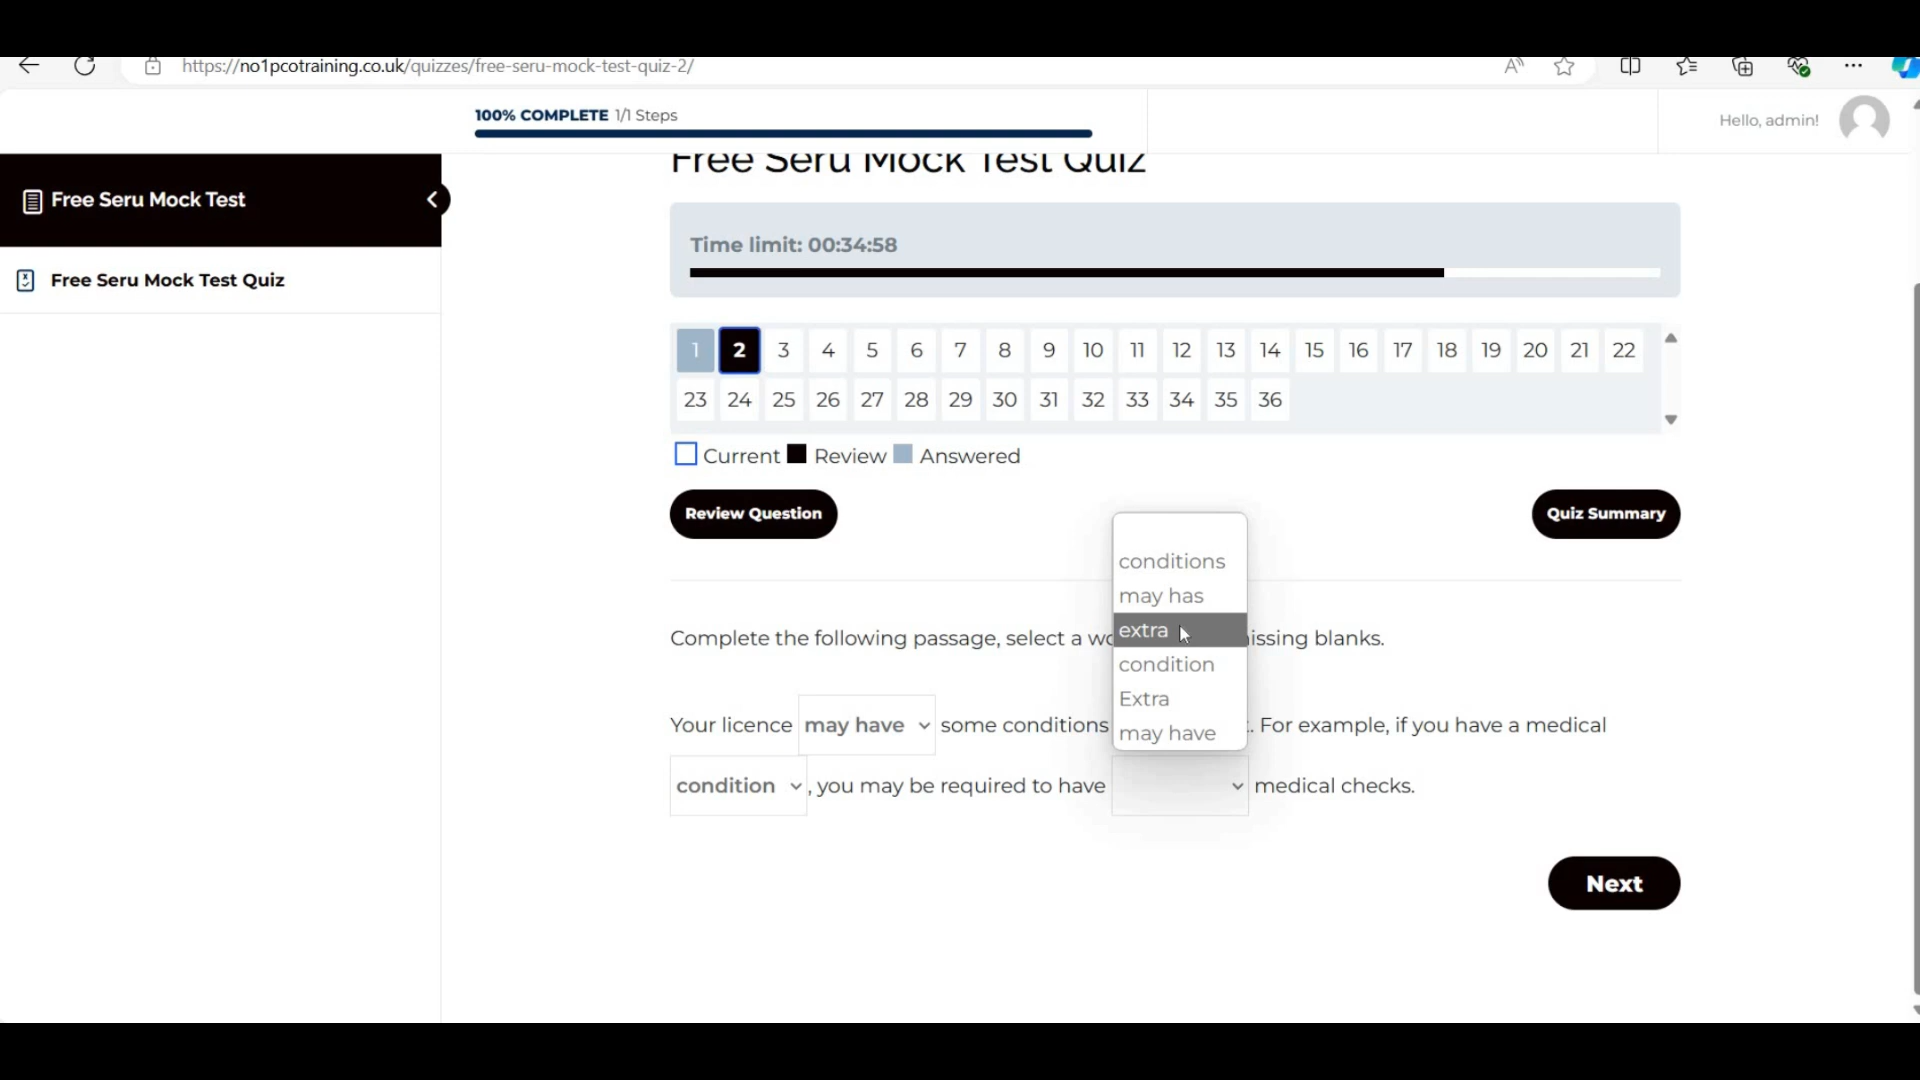 https://no1pcotraining.co.uk/quizzes/free-seru-mock-test-quiz-2/
100% COMPLETE 1/1 Steps
Hello, admin!
Free Seru Mock Test
Free Seru Mock Test Quiz
Free Seru Mock Test Quiz
Time limit: 00:34:58
1 2 3 4 5 6 7 8 9 10 11 12 13 14 15 16 17 18 19 20 21 22
23 24 25 26 27 28 29 30 31 32 33 34 35 36
Current Review Answered
Review Question
Quiz Summary
conditions
may has
extra
condition
Extra
may have
Complete the following passage, select a issing blanks.
Your licence may have some conditions . For example, if you have a medical
condition , you may be required to have medical checks.
Next